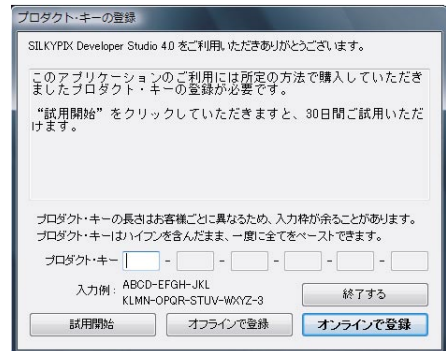 プロダクト・キーの登録
SILKYPIX Developer Studio 4.0 をご利用いただきありがとうございます。
このアプリケーションのご利用には所定の方法で購入していただき
ましたプロダクト・キーの登録が必要です。
“試用開始”をクリックしていただきますと、30日間ご試用いただ
けます。
プロダクト・キーの長さはお客様ごとに異なるため、入力枠が余ることがあります。
プロダクト・キーはハイフンを含んだまま、一度に全てをペーストできます。
プロダクト・キー - - - - -
入力例: ABCD-EFGH-JKL
KLMN-OPQR-STUV-WXYZ-3
終了する
試用開始 オフラインで登録 オンラインで登録